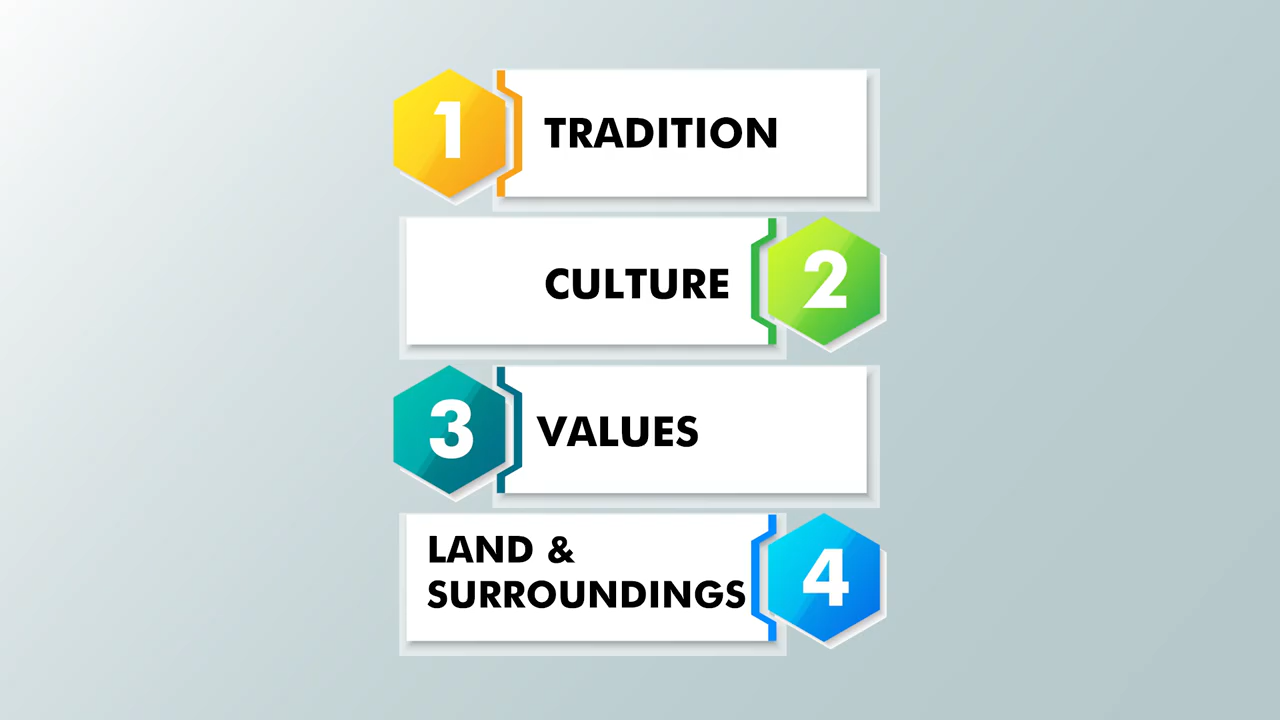 1 TRADITION
CULTURE 2
3 VALUES
LAND &
SURROUNDINGS 4